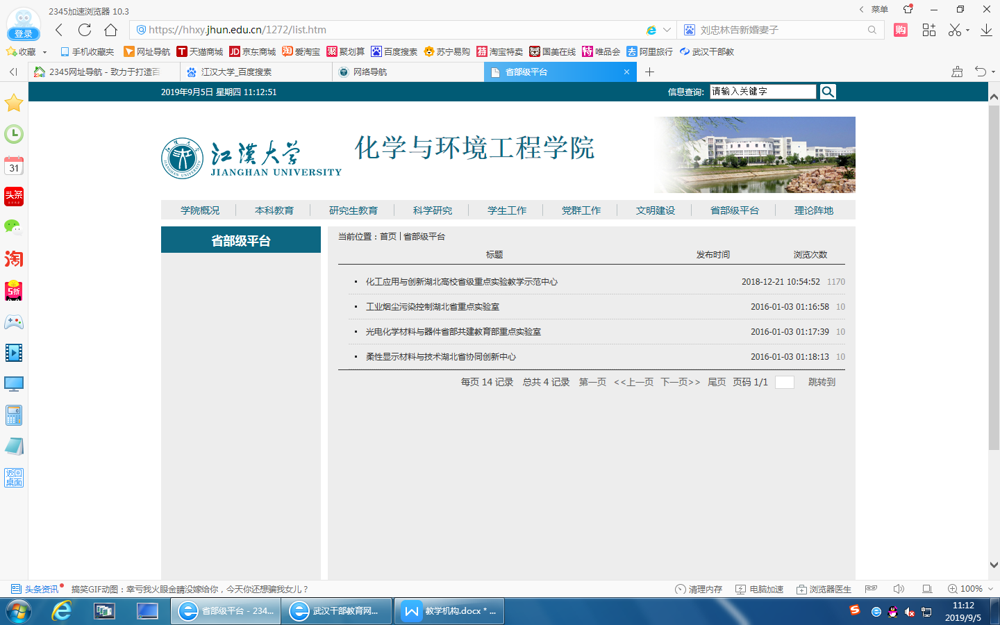 2345加速浏览器 10.3
菜单
登录
https://hhxy.jhun.edu.cn/1272/list.htm
刘忠林告新婚妻子
购
收藏 手机收藏夹 网址导航 天猫商城 京东商城 爱淘宝 聚划算 百度搜索 苏宁易购 淘宝特卖 国美在线 唯品会 阿里旅行 武汉干部教
2345网址导航 - 致力于打造百
江汉大学_百度搜索
网络导航
省部级平台
2019年9月5日 星期四 11:12:51
信息查询:
请输入关键字
江汉大学
JIANGHAN UNIVERSITY
化学与环境工程学院
学院概况 本科教育 研究生教育 科学研究 学生工作 党群工作 文明建设 省部级平台 理论阵地
省部级平台
当前位置：首页 | 省部级平台
标题 发布时间 浏览次数
化工应用与创新湖北高校省级重点实验教学示范中心 2018-12-21 10:54:52 1170
工业烟尘污染控制湖北省重点实验室 2016-01-03 01:16:58 10
光电化学材料与器件省部共建教育部重点实验室 2016-01-03 01:17:39 10
柔性显示材料与技术湖北省协同创新中心 2016-01-03 01:18:13 10
每页 14 记录 总共 4 记录 第一页 <<上一页 下一页>> 尾页 页码 1/1 跳转到
31
头条
淘
5折
返回
桌面
头条资讯 搞笑GIF动图：幸亏我火眼金睛没嫁给你，今天你还想骗我女儿？
清理内存 电脑加速 浏览器医生 100%
省部级平台 - 234...
武汉干部教育网...
教学机构.docx * ...
11:12
2019/9/5